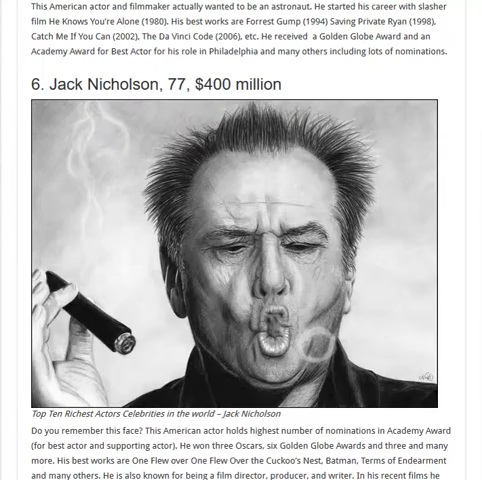 This American actor and filmmaker actually wanted to be an astronaut. He started his career with slasher
film He Knows You're Alone (1980). His best works are Forrest Gump (1994) Saving Private Ryan (1998),
Catch Me If You Can (2002), The Da Vinci Code (2006), etc. He received a Golden Globe Award and an
Academy Award for Best Actor for his role in Philadelphia and many others including lots of nominations.
6. Jack Nicholson, 77, $400 million
Top Ten Richest Actors Celebrities in the world – Jack Nicholson
Do you remember this face? This American actor holds highest number of nominations in Academy Award
(for best actor and supporting actor). He won three Oscars, six Golden Globe Awards and three and many
more. His best works are One Flew over One Flew Over the Cuckoo's Nest, Batman, Terms of Endearment
and many others. He is also known for being a film director, producer, and writer. In his recent films he